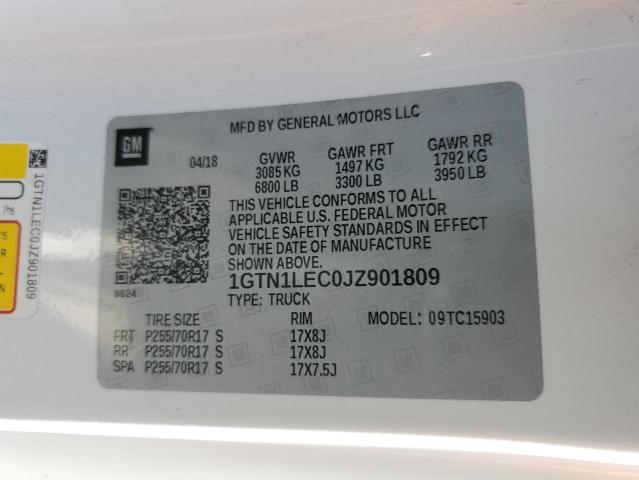 MFD BY GENERAL MOTORS LLC
GM
04/18
GVWR GAWR FRT GAWR RR
3085 KG 1497 KG 1792 KG
6800 LB 3300 LB 3950 LB
THIS VEHICLE CONFORMS TO ALL
APPLICABLE U.S. FEDERAL MOTOR
VEHICLE SAFETY STANDARDS IN EFFECT
ON THE DATE OF MANUFACTURE
SHOWN ABOVE.
8624
1GTN1LEC0JZ901809
TYPE: TRUCK
TIRE SIZE RIM MODEL: 09TC15903
FRT P255/70R17 S 17X8J
RR P255/70R17 S 17X8J
SPA P255/70R17 S 17X7.5J
1GTN1LEC0JZ901809